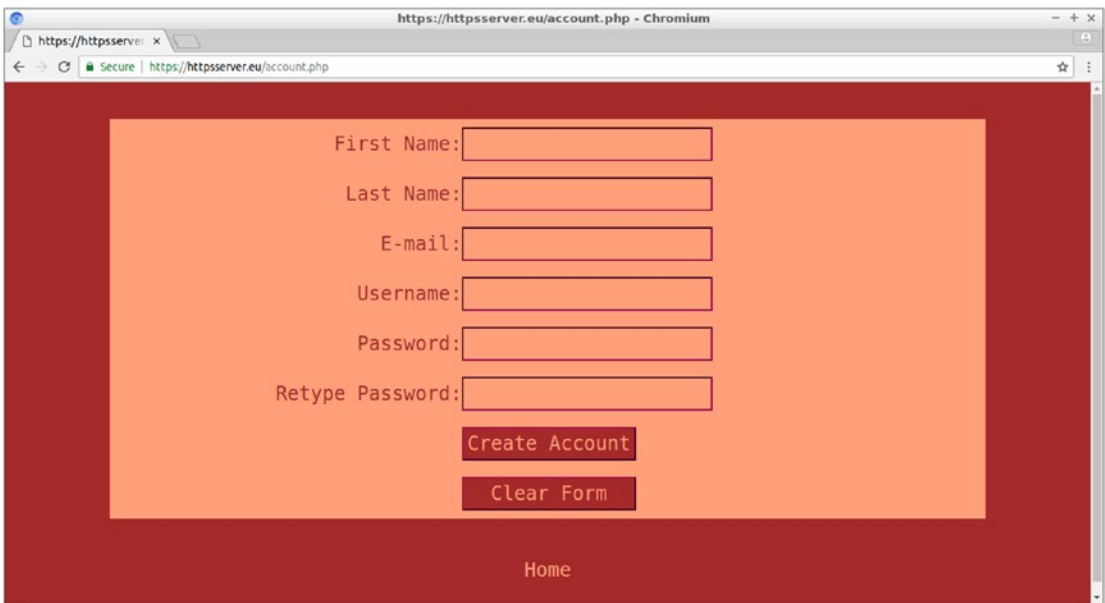 https://httpsserver.eu/account.php - Chromium
https://httpsserver
Secure | https://httpsserver.eu/account.php
First Name:
Last Name:
E-mail:
Username:
Password:
Retype Password:
Create Account
Clear Form
Home